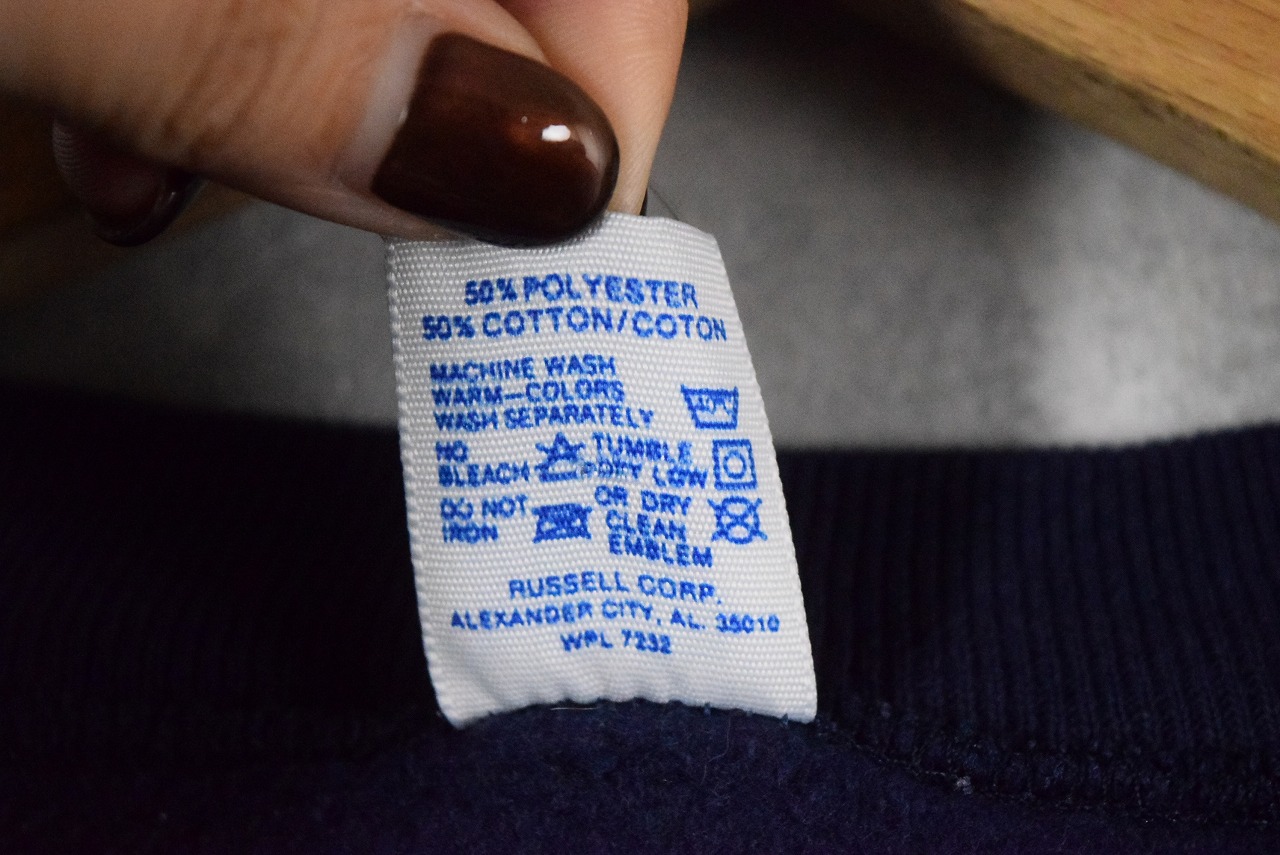 50% POLYESTER
50% COTTON/COTON
MACHINE WASH
WARM—COLORS
WASH SEPARATELY
NO
BLEACH
DO NOT
IRON
TUMBLE
DRY LOW
OR DRY
CLEAN
EMBLEM
RUSSELL CORP.
ALEXANDER CITY, AL. 35010
WPL 7232